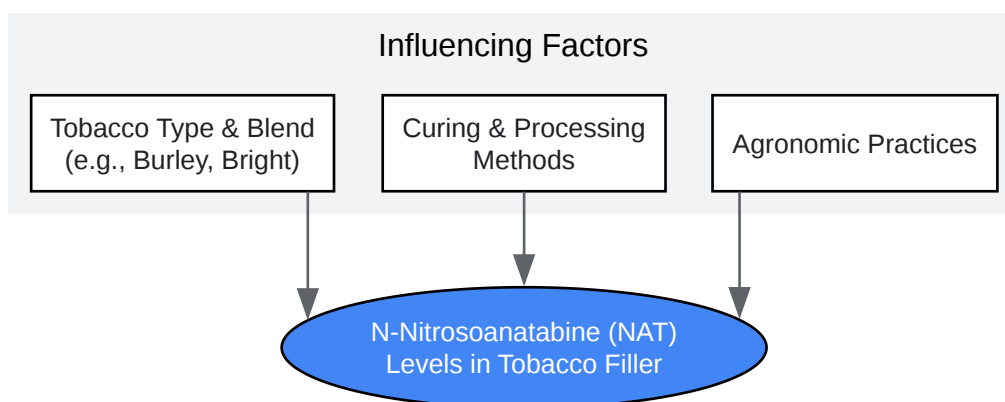 Influencing Factors
Tobacco Type & Blend
(e.g., Burley, Bright)
Curing & Processing
Methods
Agronomic Practices
N-Nitrosoanatabine (NAT)
Levels in Tobacco Filler